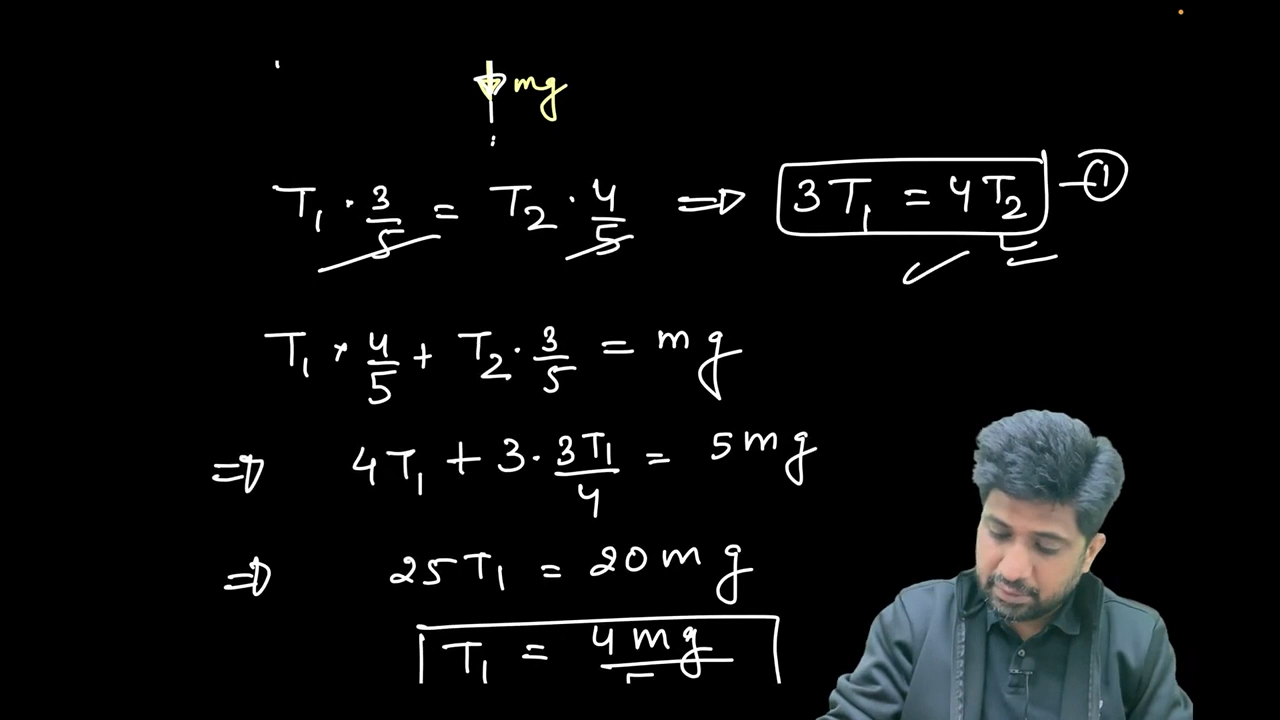 mg
T₁ · 3/5 = T₂ · 4/5 ⇒ 3T₁ = 4T₂ — ①
T₁ × 4/5 + T₂ · 3/5 = mg
⇒ 4T₁ + 3 · 3T₁/4 = 5mg
⇒ 25T₁ = 20mg
T₁ = 4mg/5